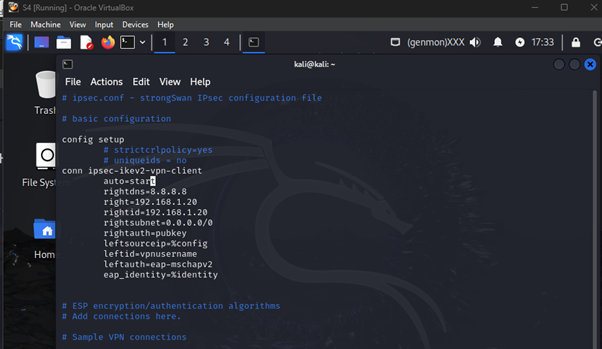 S4 [Running] - Oracle VirtualBox
File Machine View Input Devices Help
1 2 3 4 (genmon)XXX 17:33
kali@kali: ~
File Actions Edit View Help
# ipsec.conf - strongSwan IPsec configuration file
# basic configuration
config setup
# strictcrlpolicy=yes
# uniqueids = no
conn ipsec-ikev2-vpn-client
auto=start
rightdns=8.8.8.8
right=192.168.1.20
rightid=192.168.1.20
rightsubnet=0.0.0.0/0
rightauth=pubkey
leftsourceip=%config
leftid=vpnusername
leftauth=eap-mschapv2
eap_identity=%identity
# ESP encryption/authentication algorithms
# Add connections here.
# Sample VPN connections
Trash
File Sys
Home